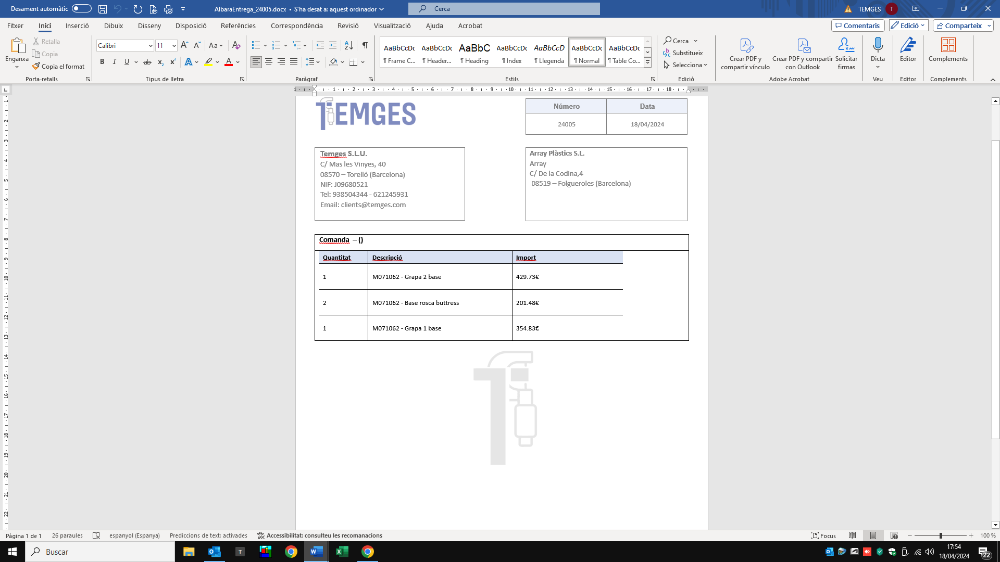 Desament automàtic
AlbaraEntrega_24005.docx • S'ha desat a: aquest ordinador
Cerca
TEMGES
T
Fitxer Inici Inserció Dibuix Disseny Disposició Referències Correspondència Revisió Visualització Ajuda Acrobat
Comentaris Edició Comparteix
Enganxa
Retalla
Copia
Copia el format
Porta-retalls
Calibri 11
Tipus de lletra
Paràgraf
AaBbCcDc AaBbCcDc AaBbC AaBbCcDc AaBbCcD AaBbCcDc AaBbCcDc
¶ Frame C... ¶ Header... ¶ Heading ¶ Index ¶ Llegenda ¶ Normal ¶ Table Co...
Estils
Cerca
Substitueix
Selecciona
Edició
Crear PDF y compartir vínculo
Crear PDF y compartir con Outlook
Solicitar firmas
Adobe Acrobat
Dicta
Veu
Editor
Editor
Complements
Complements
TEMGES
Número Data
24005 18/04/2024
Temges S.L.U.
C/ Mas les Vinyes, 40
08570 – Torelló (Barcelona)
NIF: J09680521
Tel: 938504344 - 621245931
Email: clients@temges.com
Array Plàstics S.L.
Array
C/ De la Codina,4
08519 – Folgueroles (Barcelona)
Comanda – ()
Quantitat Descripció Import
1 M071062 - Grapa 2 base 429.73€
2 M071062 - Base rosca buttress 201.48€
1 M071062 - Grapa 1 base 354.83€
Pàgina 1 de 1 26 paraules espanyol (Espanya) Prediccions de text: activades Accessibilitat: consulteu les recomanacions
Focus 100 %
Buscar
17:54
18/04/2024
22